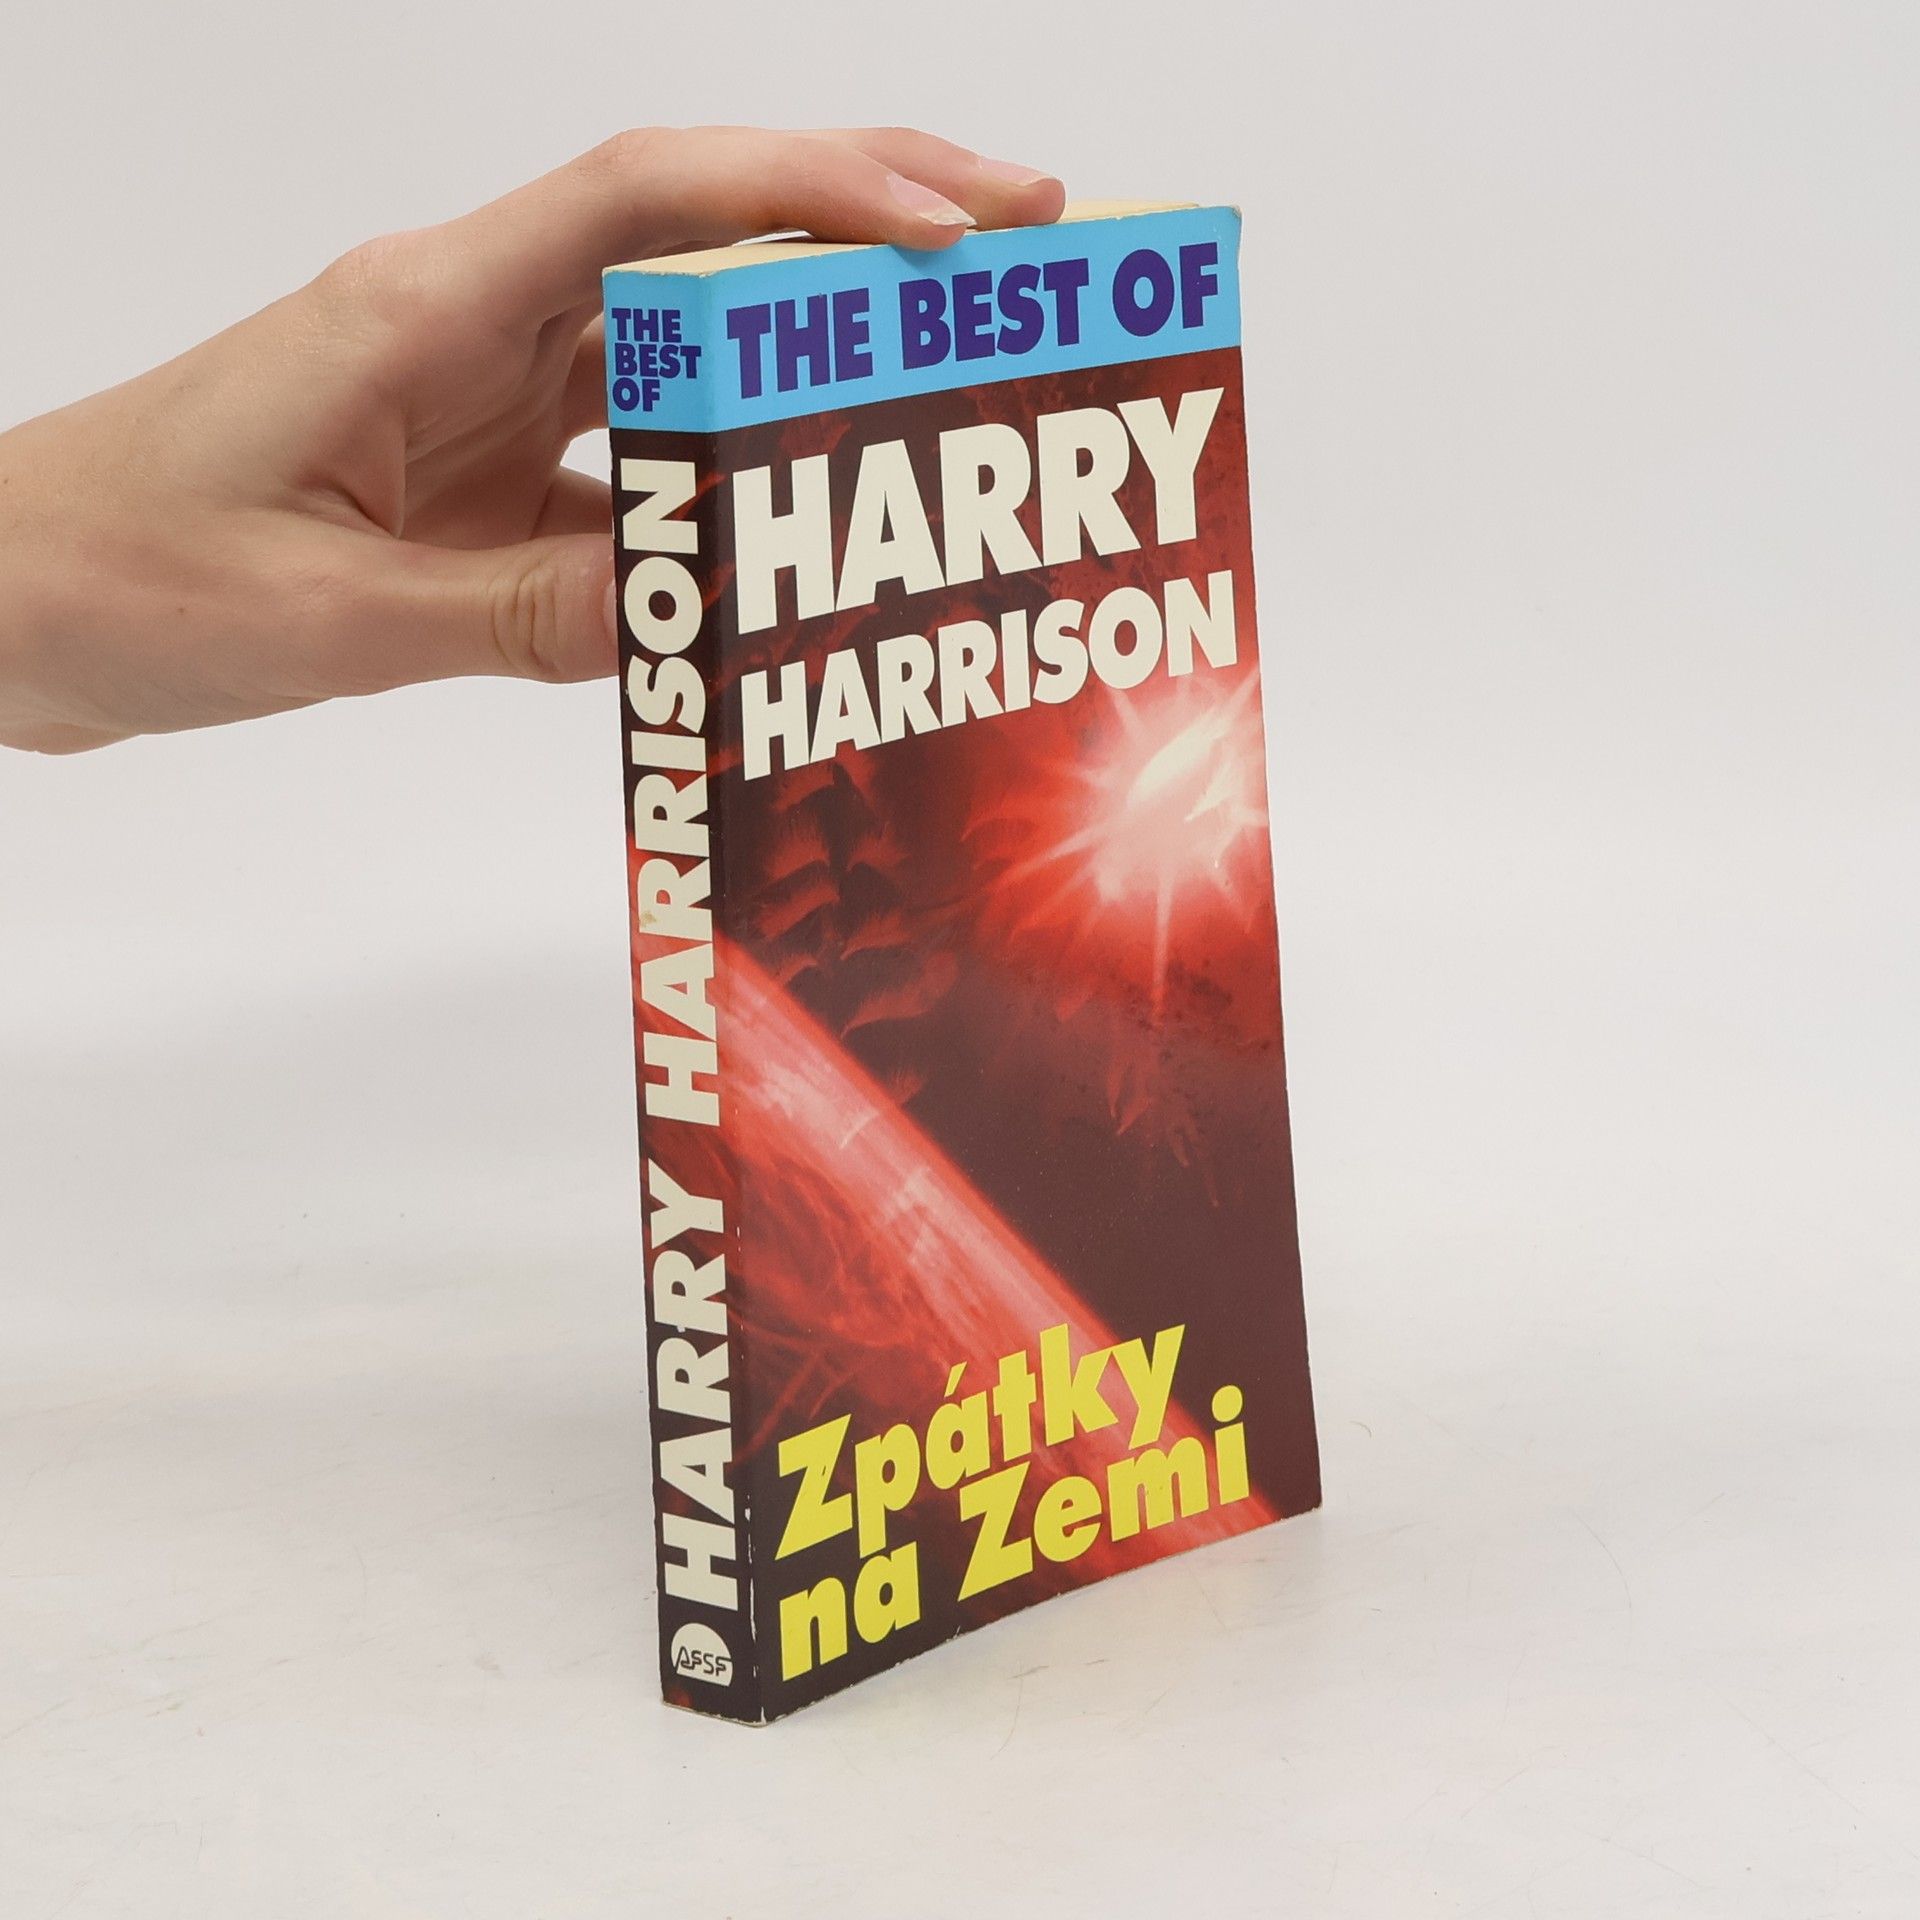 THE
BEST
OF
HARRY HARRISON
AFSF
THE BEST OF
HARRY
HARRISON
Zpátky
na Zemi